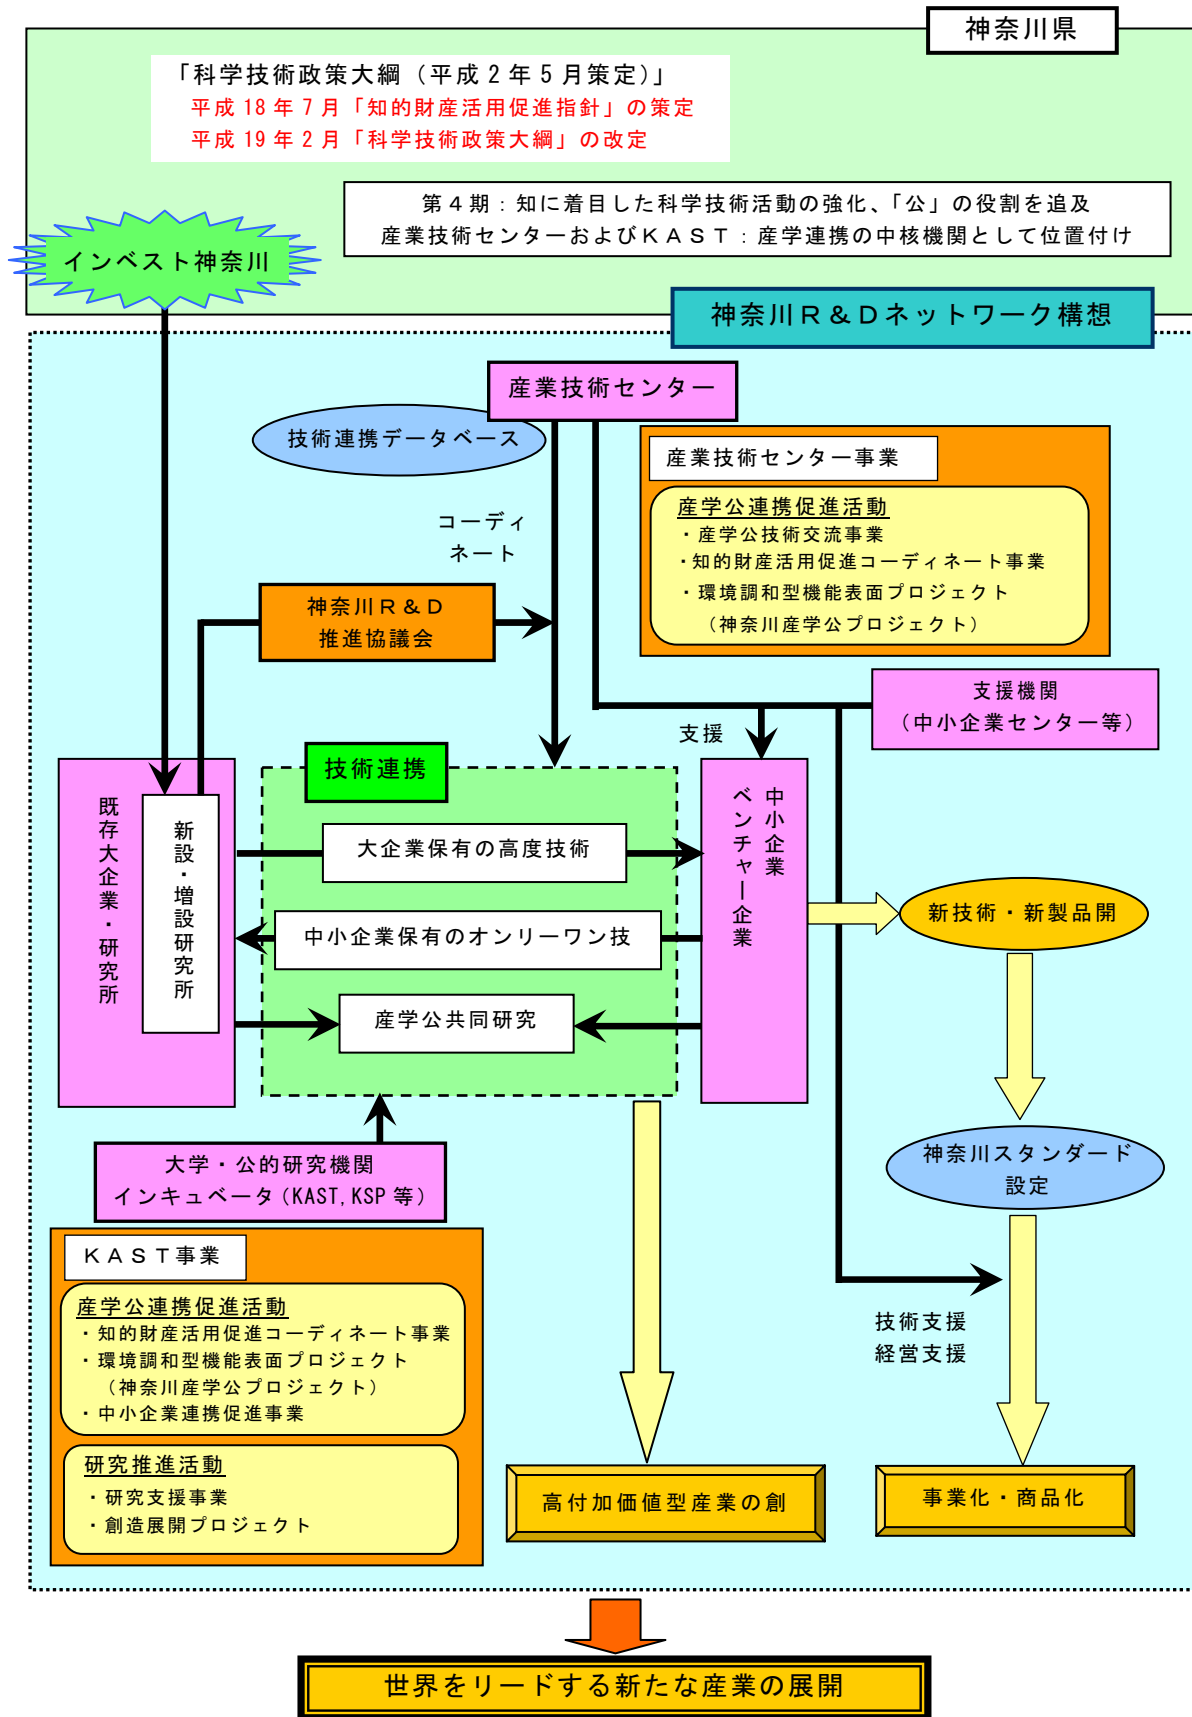 神奈川県
「科学技術政策大綱（平成２年５月策定）」
平成18年７月「知的財産活用促進指針」の策定
平成19年２月「科学技術政策大綱」の改定
第４期：知に着目した科学技術活動の強化、「公」の役割を追及
産業技術センターおよびＫＡＳＴ：産学連携の中核機関として位置付け
インベスト神奈川
神奈川Ｒ＆Ｄネットワーク構想
産業技術センター
技術連携データベース
産業技術センター事業
産学公連携促進活動
・産学公技術交流事業
・知的財産活用促進コーディネート事業
・環境調和型機能表面プロジェクト
（神奈川産学公プロジェクト）
コーディ
ネート
神奈川Ｒ＆Ｄ
推進協議会
支援機関
（中小企業センター等）
支援
技術連携
既存大企業・研究所
新設・増設研究所
大企業保有の高度技術
中小企業保有のオンリーワン技
産学公共同研究
中小企業
ベンチャー企業
新技術・新製品開
神奈川スタンダード
設定
大学・公的研究機関
インキュベータ（KAST,KSP等）
ＫＡＳＴ事業
産学公連携促進活動
・知的財産活用促進コーディネート事業
・環境調和型機能表面プロジェクト
（神奈川産学公プロジェクト）
・中小企業連携促進事業
研究推進活動
・研究支援事業
・創造展開プロジェクト
技術支援
経営支援
高付加価値型産業の創
事業化・商品化
世界をリードする新たな産業の展開